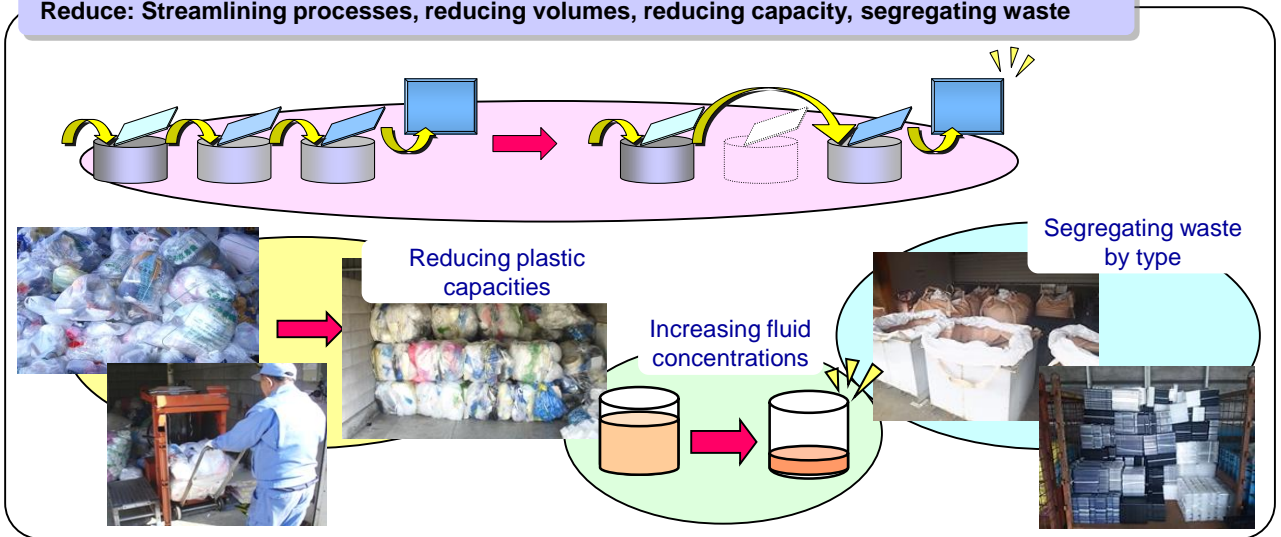 Reduce: Streamlining processes, reducing volumes, reducing capacity, segregating waste
Segregating waste
by type
Reducing plastic
capacities
Increasing fluid
concentrations